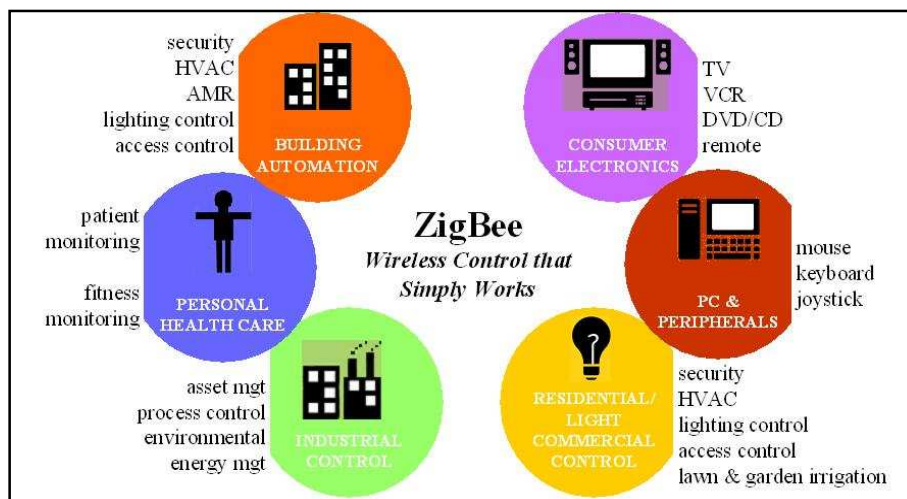 security
HVAC
AMR
lighting control
access control
BUILDING
AUTOMATION
TV
VCR
DVD/CD
remote
CONSUMER
ELECTRONICS
patient
monitoring
fitness
monitoring
PERSONAL
HEALTH CARE
ZigBee
Wireless Control that
Simply Works
mouse
keyboard
joystick
PC &
PERIPHERALS
asset mgt
process control
environmental
energy mgt
INDUSTRIAL
CONTROL
?
RESIDENTIAL/
LIGHT
COMMERCIAL
CONTROL
security
HVAC
lighting control
access control
lawn & garden irrigation